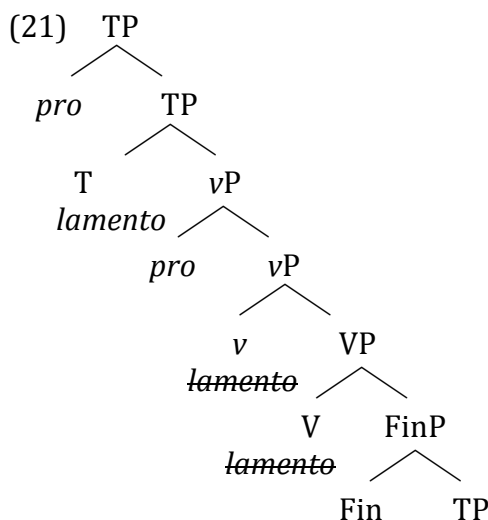 (21) TP
pro TP
T vP
lamento
pro vP
v VP
lamento
V FinP
lamento
Fin TP